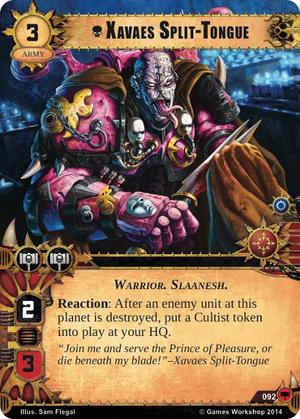 3
ARMY
Xavaes Split-Tongue
Warrior. Slaanesh.
2
3
Reaction: After an enemy unit at this
planet is destroyed, put a Cultist token
into play at your HQ.
“Join me and serve the Prince of Pleasure, or
die beneath my blade!”–Xavaes Split-Tongue
092
Illus. Sam Flegal
© Games Workshop 2014